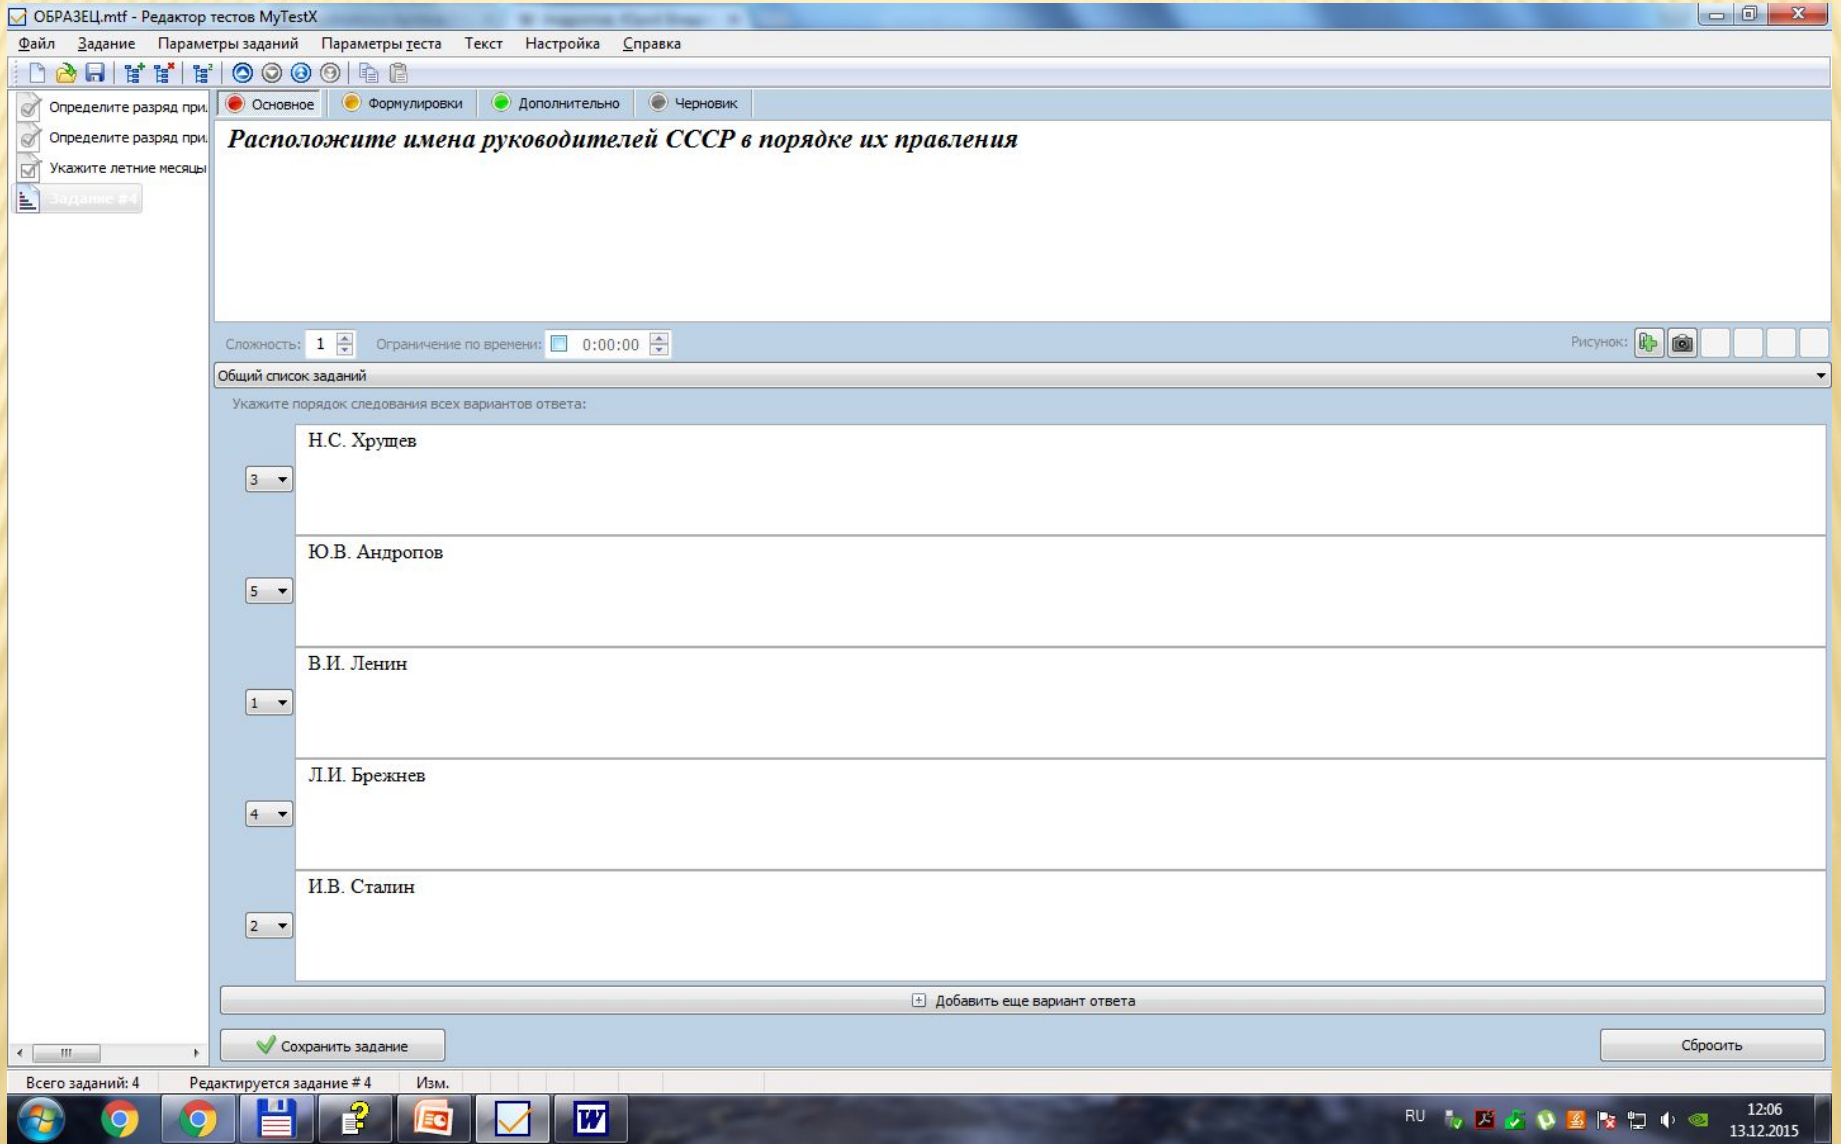 ОБРАЗЕЦ.mtf - Редактор тестов MyTestX
Файл Задание Параметры заданий Параметры теста Текст Настройка Справка
Определите разряд при.
Определите разряд при.
Укажите летние месяцы
Задание #4
Основное Формулировки Дополнительно Черновик
Расположите имена руководителей СССР в порядке их правления
Сложность: 1 Ограничение по времени: 0:00:00 Рисунок:
Общий список заданий
Укажите порядок следования всех вариантов ответа:
Н.С. Хрущев
3
Ю.В. Андропов
5
В.И. Ленин
1
Л.И. Брежнев
4
И.В. Сталин
2
Добавить еще вариант ответа
Сохранить задание Сбросить
Всего заданий: 4 Редактируется задание # 4 Изм.
RU 12:06
13.12.2015